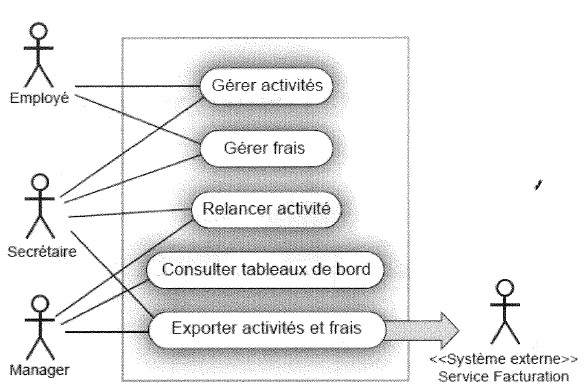 Gérer activités
Employé
Gérer frais
Relancer activité
Secrétaire
Consulter tableaux de bord
Exporter activités et frais
Manager
<<Système externe>>
Service Facturation